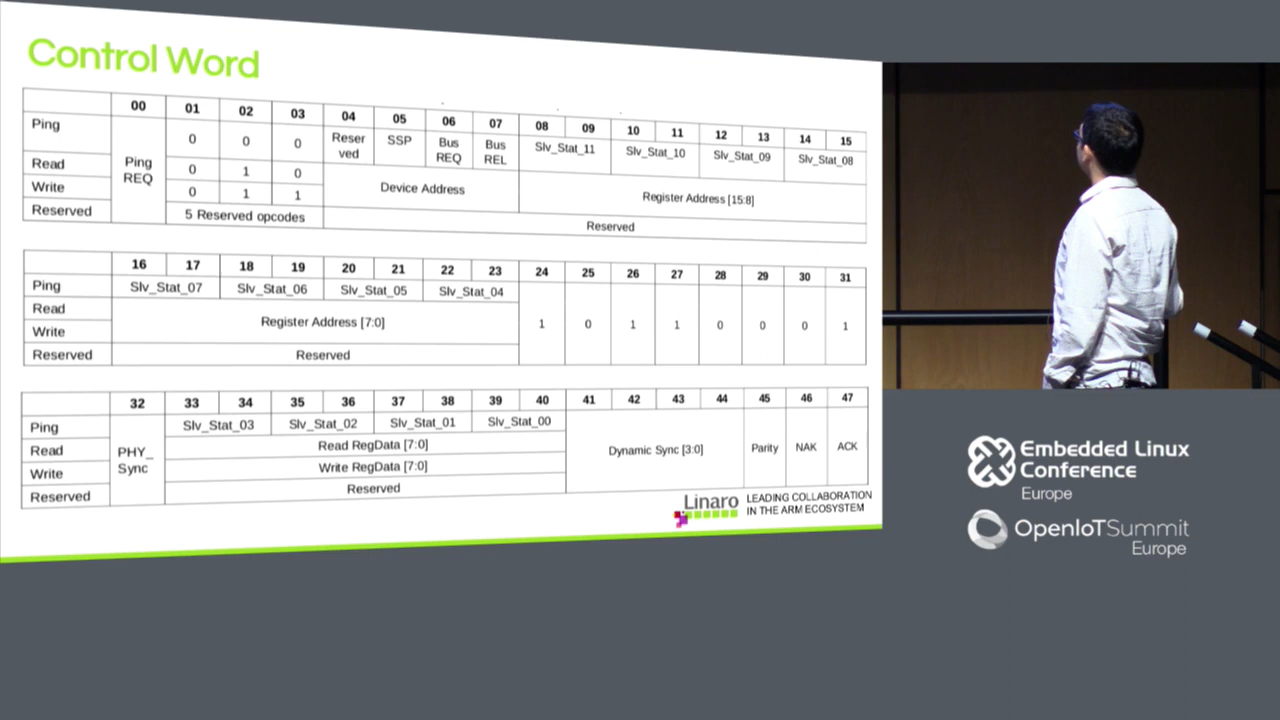 Control Word
00 01 02 03 04 05 06 07 08 09 10 11 12 13 14 15
Ping Ping REQ 0 0 0 Reser ved SSP Bus REQ Bus REL Slv_Stat_11 Slv_Stat_10 Slv_Stat_09 Slv_Stat_08
Read 0 1 0 Device Address Register Address [15:8]
Write 0 1 1
Reserved 5 Reserved opcodes Reserved
16 17 18 19 20 21 22 23 24 25 26 27 28 29 30 31
Ping Slv_Stat_07 Slv_Stat_06 Slv_Stat_05 Slv_Stat_04 1 0 1 1 0 0 0 1
Read Register Address [7:0]
Write
Reserved Reserved
32 33 34 35 36 37 38 39 40 41 42 43 44 45 46 47
Ping PHY_ Sync Slv_Stat_03 Slv_Stat_02 Slv_Stat_01 Slv_Stat_00 Dynamic Sync [3:0] Parity NAK ACK
Read Read RegData [7:0]
Write Write RegData [7:0]
Reserved Reserved
Linaro
LEADING COLLABORATION
IN THE ARM ECOSYSTEM
Embedded Linux
Conference
Europe
OpenIoTSummit
Europe